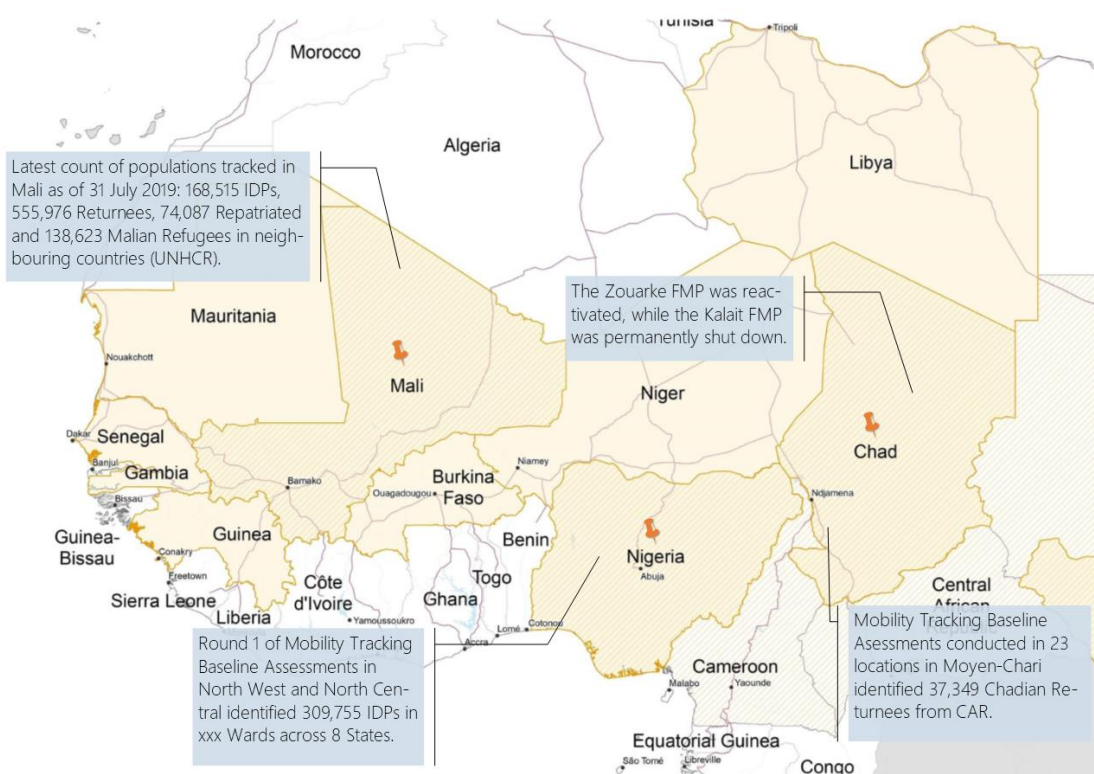 Tunisia
Tripoli
Morocco
Algeria
Libya
Latest count of populations tracked in
Mali as of 31 July 2019: 168,515 IDPs,
555,976 Returnees, 74,087 Repatriated
and 138,623 Malian Refugees in neigh-
bouring countries (UNHCR).
The Zouarke FMP was reac-
tivated, while the Kalait FMP
was permanently shut down.
Mauritania
Nouakchott
Mali
Niger
Chad
Dakar
Senegal
Banjul
Gambia
Bamako
Niamey
Burkina
Faso
Ouagadougou
Ndjamena
Bissau
Guinea-
Bissau
Guinea
Benin
Nigeria
Abuja
Conakry
Freetown
Sierra Leone
Liberia
Côte
d'Ivoire
Yamoussoukro
Ghana
Togo
Lomé
Cotonou
Accra
Central
African
Republic
Round 1 of Mobility Tracking
Baseline Assessments in
North West and North Cen-
tral identified 309,755 IDPs in
xxx Wards across 8 States.
Mobility Tracking Baseline
Asessments conducted in 23
locations in Moyen-Chari
identified 37,349 Chadian Re-
turnees from CAR.
Cameroon
Malabo
Yaounde
Equatorial Guinea
São Tomé
Libreville
Congo